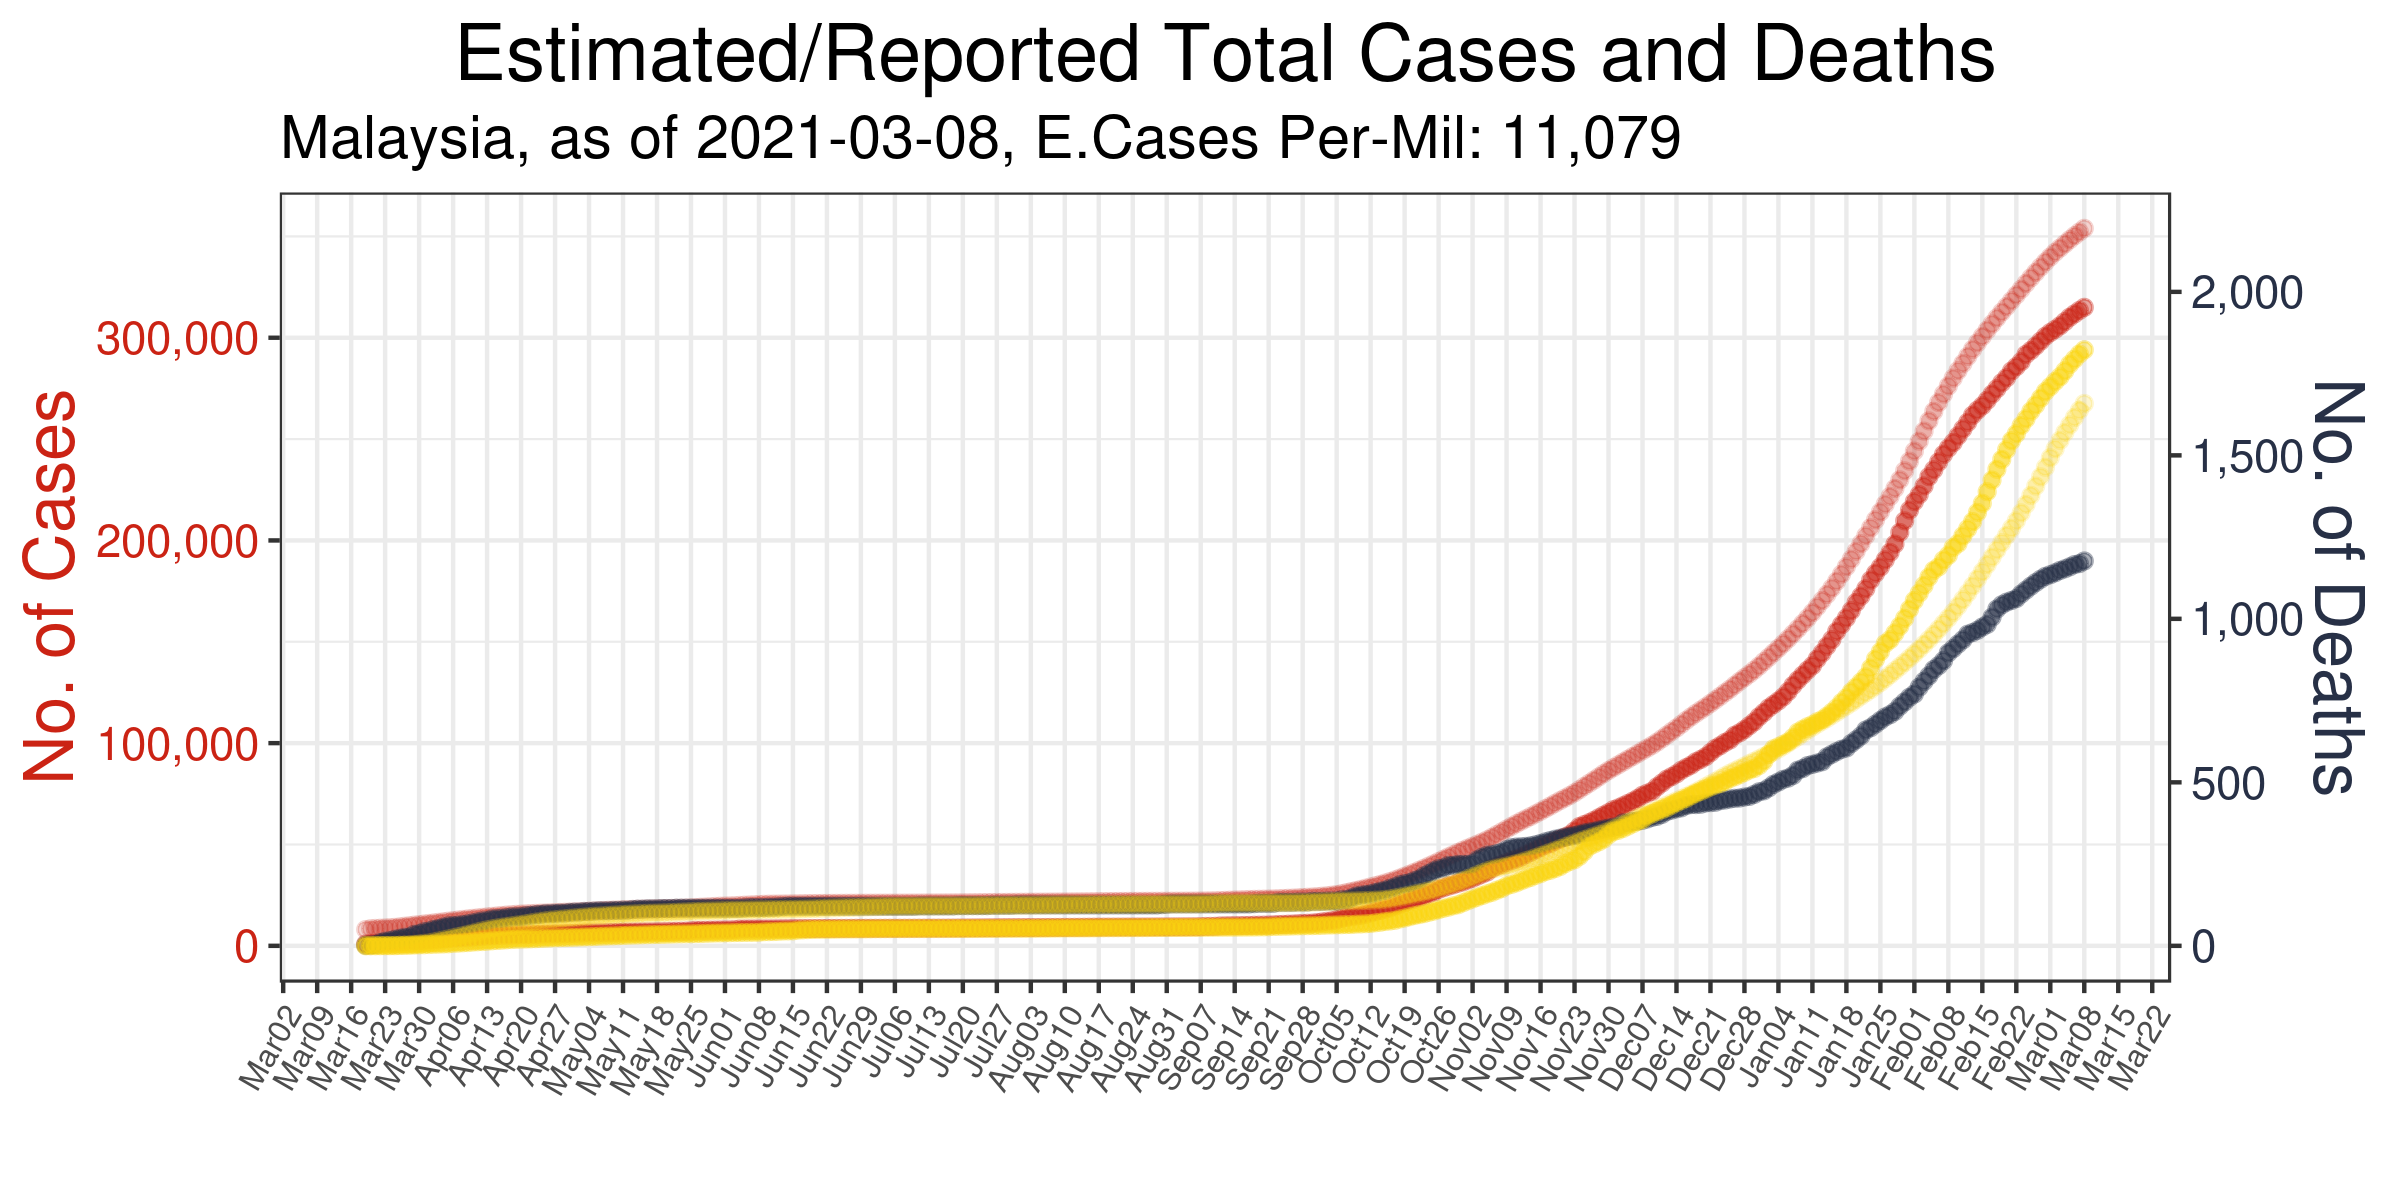 Estimated/Reported Total Cases and Deaths
Malaysia, as of 2021-03-08, E.Cases Per-Mil: 11,079
No. of Cases
300,000
200,000
100,000
0
2,000
1,500
1,000
500
0
No. of Deaths
Mar02 Mar09 Mar16 Mar23 Mar30 Apr06 Apr13 Apr20 Apr27 May04 May11 May18 May25 Jun01 Jun08 Jun15 Jun22 Jun29 Jul06 Jul13 Jul20 Jul27 Aug03 Aug10 Aug17 Aug24 Aug31 Sep07 Sep14 Sep21 Sep28 Oct05 Oct12 Oct19 Oct26 Nov02 Nov09 Nov16 Nov23 Nov30 Dec07 Dec14 Dec21 Dec28 Jan04 Jan11 Jan18 Jan25 Feb01 Feb08 Feb15 Feb22 Mar01 Mar08 Mar15 Mar22